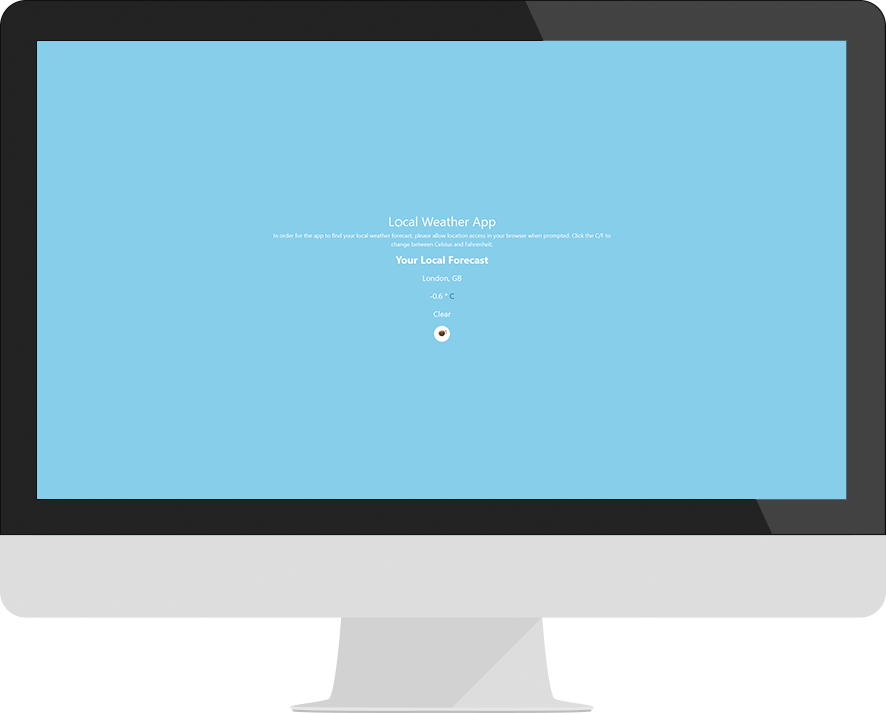 Local Weather App
In order for the app to find your local weather forecast, please allow location access in your browser when prompted. Click the C/F to
change between Celsius and Fahrenheit.
Your Local Forecast
London, GB
-0.6 ° C
Clear